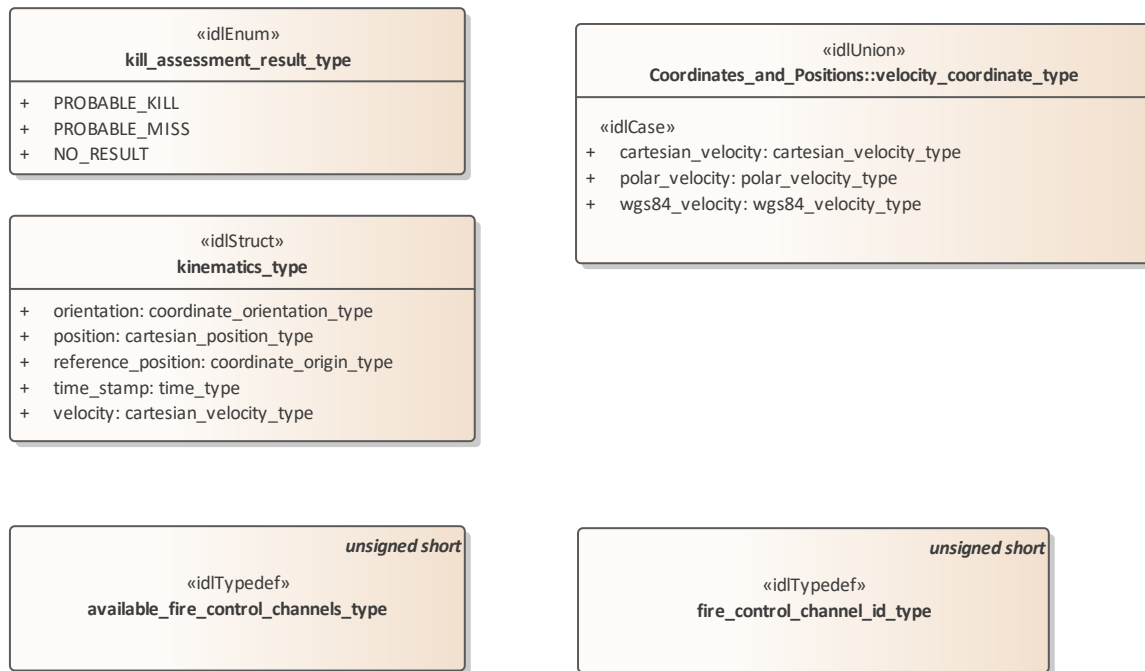 «idlEnum»
kill_assessment_result_type
+ PROBABLE_KILL
+ PROBABLE_MISS
+ NO_RESULT
«idlUnion»
Coordinates_and_Positions::velocity_coordinate_type
«idlCase»
+ cartesian_velocity: cartesian_velocity_type
+ polar_velocity: polar_velocity_type
+ wgs84_velocity: wgs84_velocity_type
«idlStruct»
kinematics_type
+ orientation: coordinate_orientation_type
+ position: cartesian_position_type
+ reference_position: coordinate_origin_type
+ time_stamp: time_type
+ velocity: cartesian_velocity_type
unsigned short
«idlTypedef»
available_fire_control_channels_type
unsigned short
«idlTypedef»
fire_control_channel_id_type